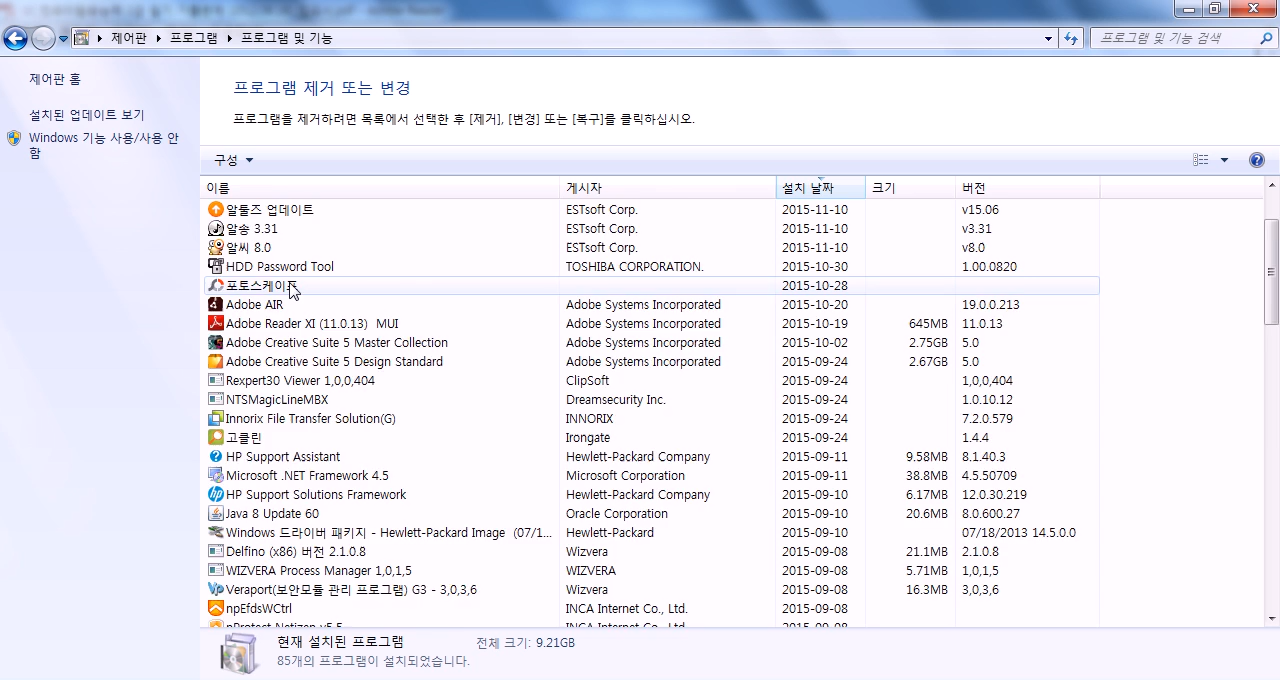 제어판 ▶ 프로그램 ▶ 프로그램 및 기능
프로그램 및 기능 검색
제어판 홈
설치된 업데이트 보기
Windows 기능 사용/사용 안
함
프로그램 제거 또는 변경
프로그램을 제거하려면 목록에서 선택한 후 [제거], [변경] 또는 [복구]를 클릭하십시오.
구성
이름 게시자 설치 날짜 크기 버전
알툴즈 업데이트 ESTsoft Corp. 2015-11-10 v15.06
알송 3.31 ESTsoft Corp. 2015-11-10 v3.31
알씨 8.0 ESTsoft Corp. 2015-11-10 v8.0
HDD Password Tool TOSHIBA CORPORATION. 2015-10-30 1.00.0820
포토스케이프 2015-10-28
Adobe AIR Adobe Systems Incorporated 2015-10-20 19.0.0.213
Adobe Reader XI (11.0.13) MUI Adobe Systems Incorporated 2015-10-19 645MB 11.0.13
Adobe Creative Suite 5 Master Collection Adobe Systems Incorporated 2015-10-02 2.75GB 5.0
Adobe Creative Suite 5 Design Standard Adobe Systems Incorporated 2015-09-24 2.67GB 5.0
Rexpert30 Viewer 1,0,0,404 ClipSoft 2015-09-24 1,0,0,404
NTSMagicLineMBX Dreamsecurity Inc. 2015-09-24 1.0.10.12
Innorix File Transfer Solution(G) INNORIX 2015-09-24 7.2.0.579
고클린 Irongate 2015-09-24 1.4.4
HP Support Assistant Hewlett-Packard Company 2015-09-11 9.58MB 8.1.40.3
Microsoft .NET Framework 4.5 Microsoft Corporation 2015-09-11 38.8MB 4.5.50709
HP Support Solutions Framework Hewlett-Packard Company 2015-09-10 6.17MB 12.0.30.219
Java 8 Update 60 Oracle Corporation 2015-09-10 20.6MB 8.0.600.27
Windows 드라이버 패키지 - Hewlett-Packard Image (07/1... Hewlett-Packard 2015-09-10 07/18/2013 14.5.0.0
Delfino (x86) 버전 2.1.0.8 Wizvera 2015-09-08 21.1MB 2.1.0.8
WIZVERA Process Manager 1,0,1,5 WIZVERA 2015-09-08 5.71MB 1,0,1,5
Veraport(보안모듈 관리 프로그램) G3 - 3,0,3,6 Wizvera 2015-09-08 16.3MB 3,0,3,6
npEfdsWCtrl INCA Internet Co., Ltd. 2015-09-08
nProtect Netizen v5.5 INCA Internet Co., Ltd. 2015-09-08
현재 설치된 프로그램 전체 크기: 9.21GB
85개의 프로그램이 설치되었습니다.